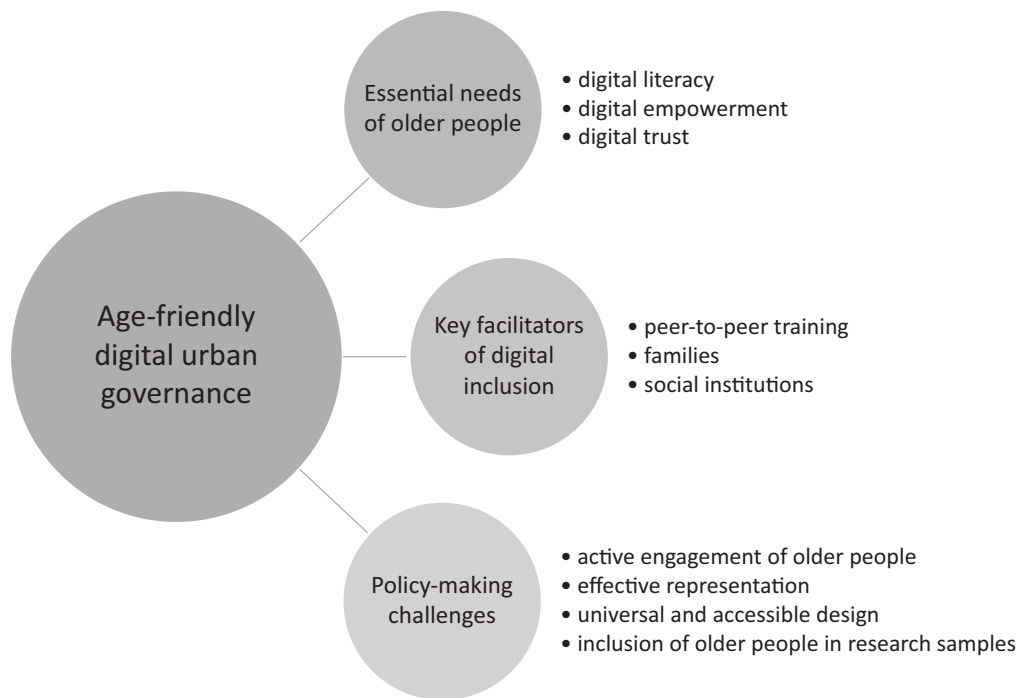 Essential needs
of older people
• digital literacy
• digital empowerment
• digital trust
Age-friendly
digital urban
governance
Key facilitators
of digital
inclusion
• peer-to-peer training
• families
• social institutions
Policy-making
challenges
• active engagement of older people
• effective representation
• universal and accessible design
• inclusion of older people in research samples